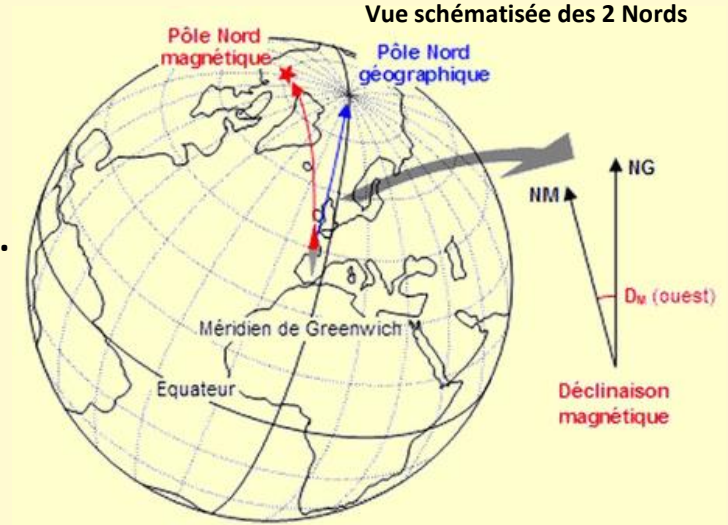 Vue schématisée des 2 Nords
Pôle Nord
magnétique
Pôle Nord
géographique
NG
NM
.
DM (ouest)
Méridien de Greenwich
Equateur
Déclinaison
magnétique